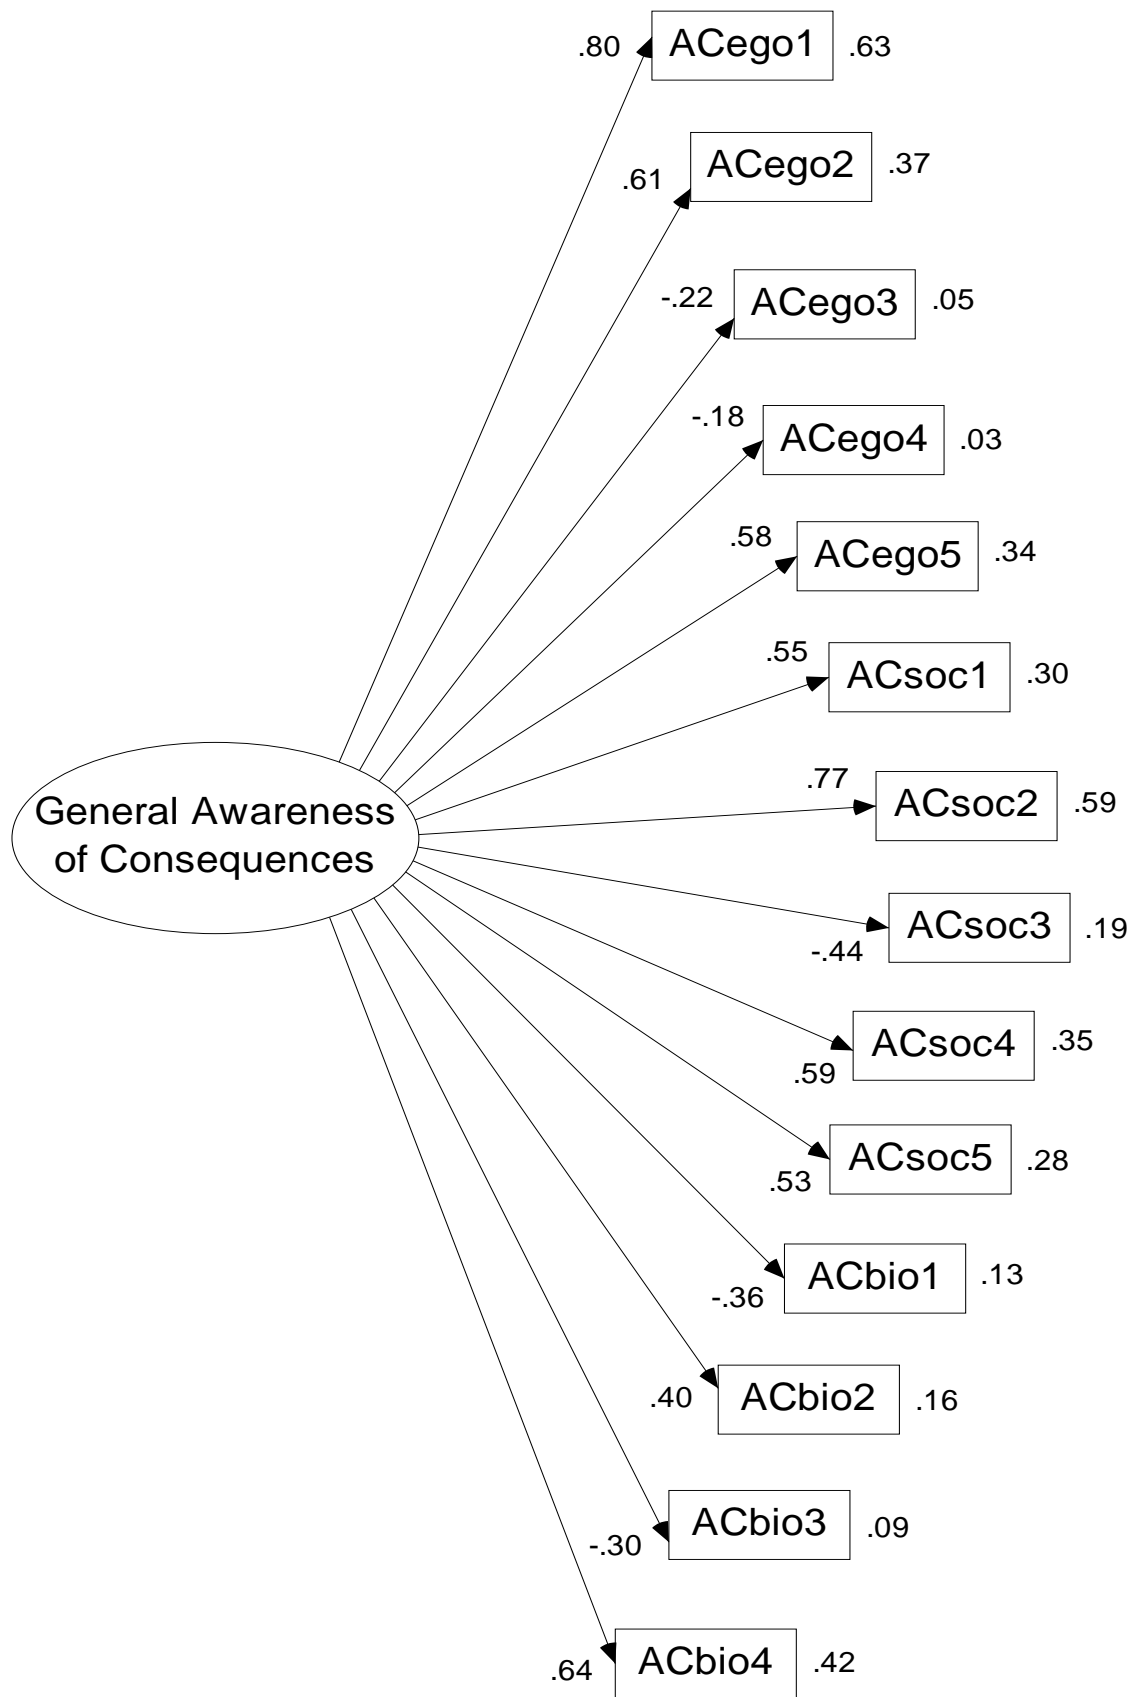 .80 ACego1 .63
.61 ACego2 .37
-.22 ACego3 .05
-.18 ACego4 .03
.58 ACego5 .34
.55 ACsoc1 .30
.77 ACsoc2 .59
General Awareness
of Consequences
-.44 ACsoc3 .19
.59 ACsoc4 .35
.53 ACsoc5 .28
-.36 ACbio1 .13
.40 ACbio2 .16
-.30 ACbio3 .09
.64 ACbio4 .42